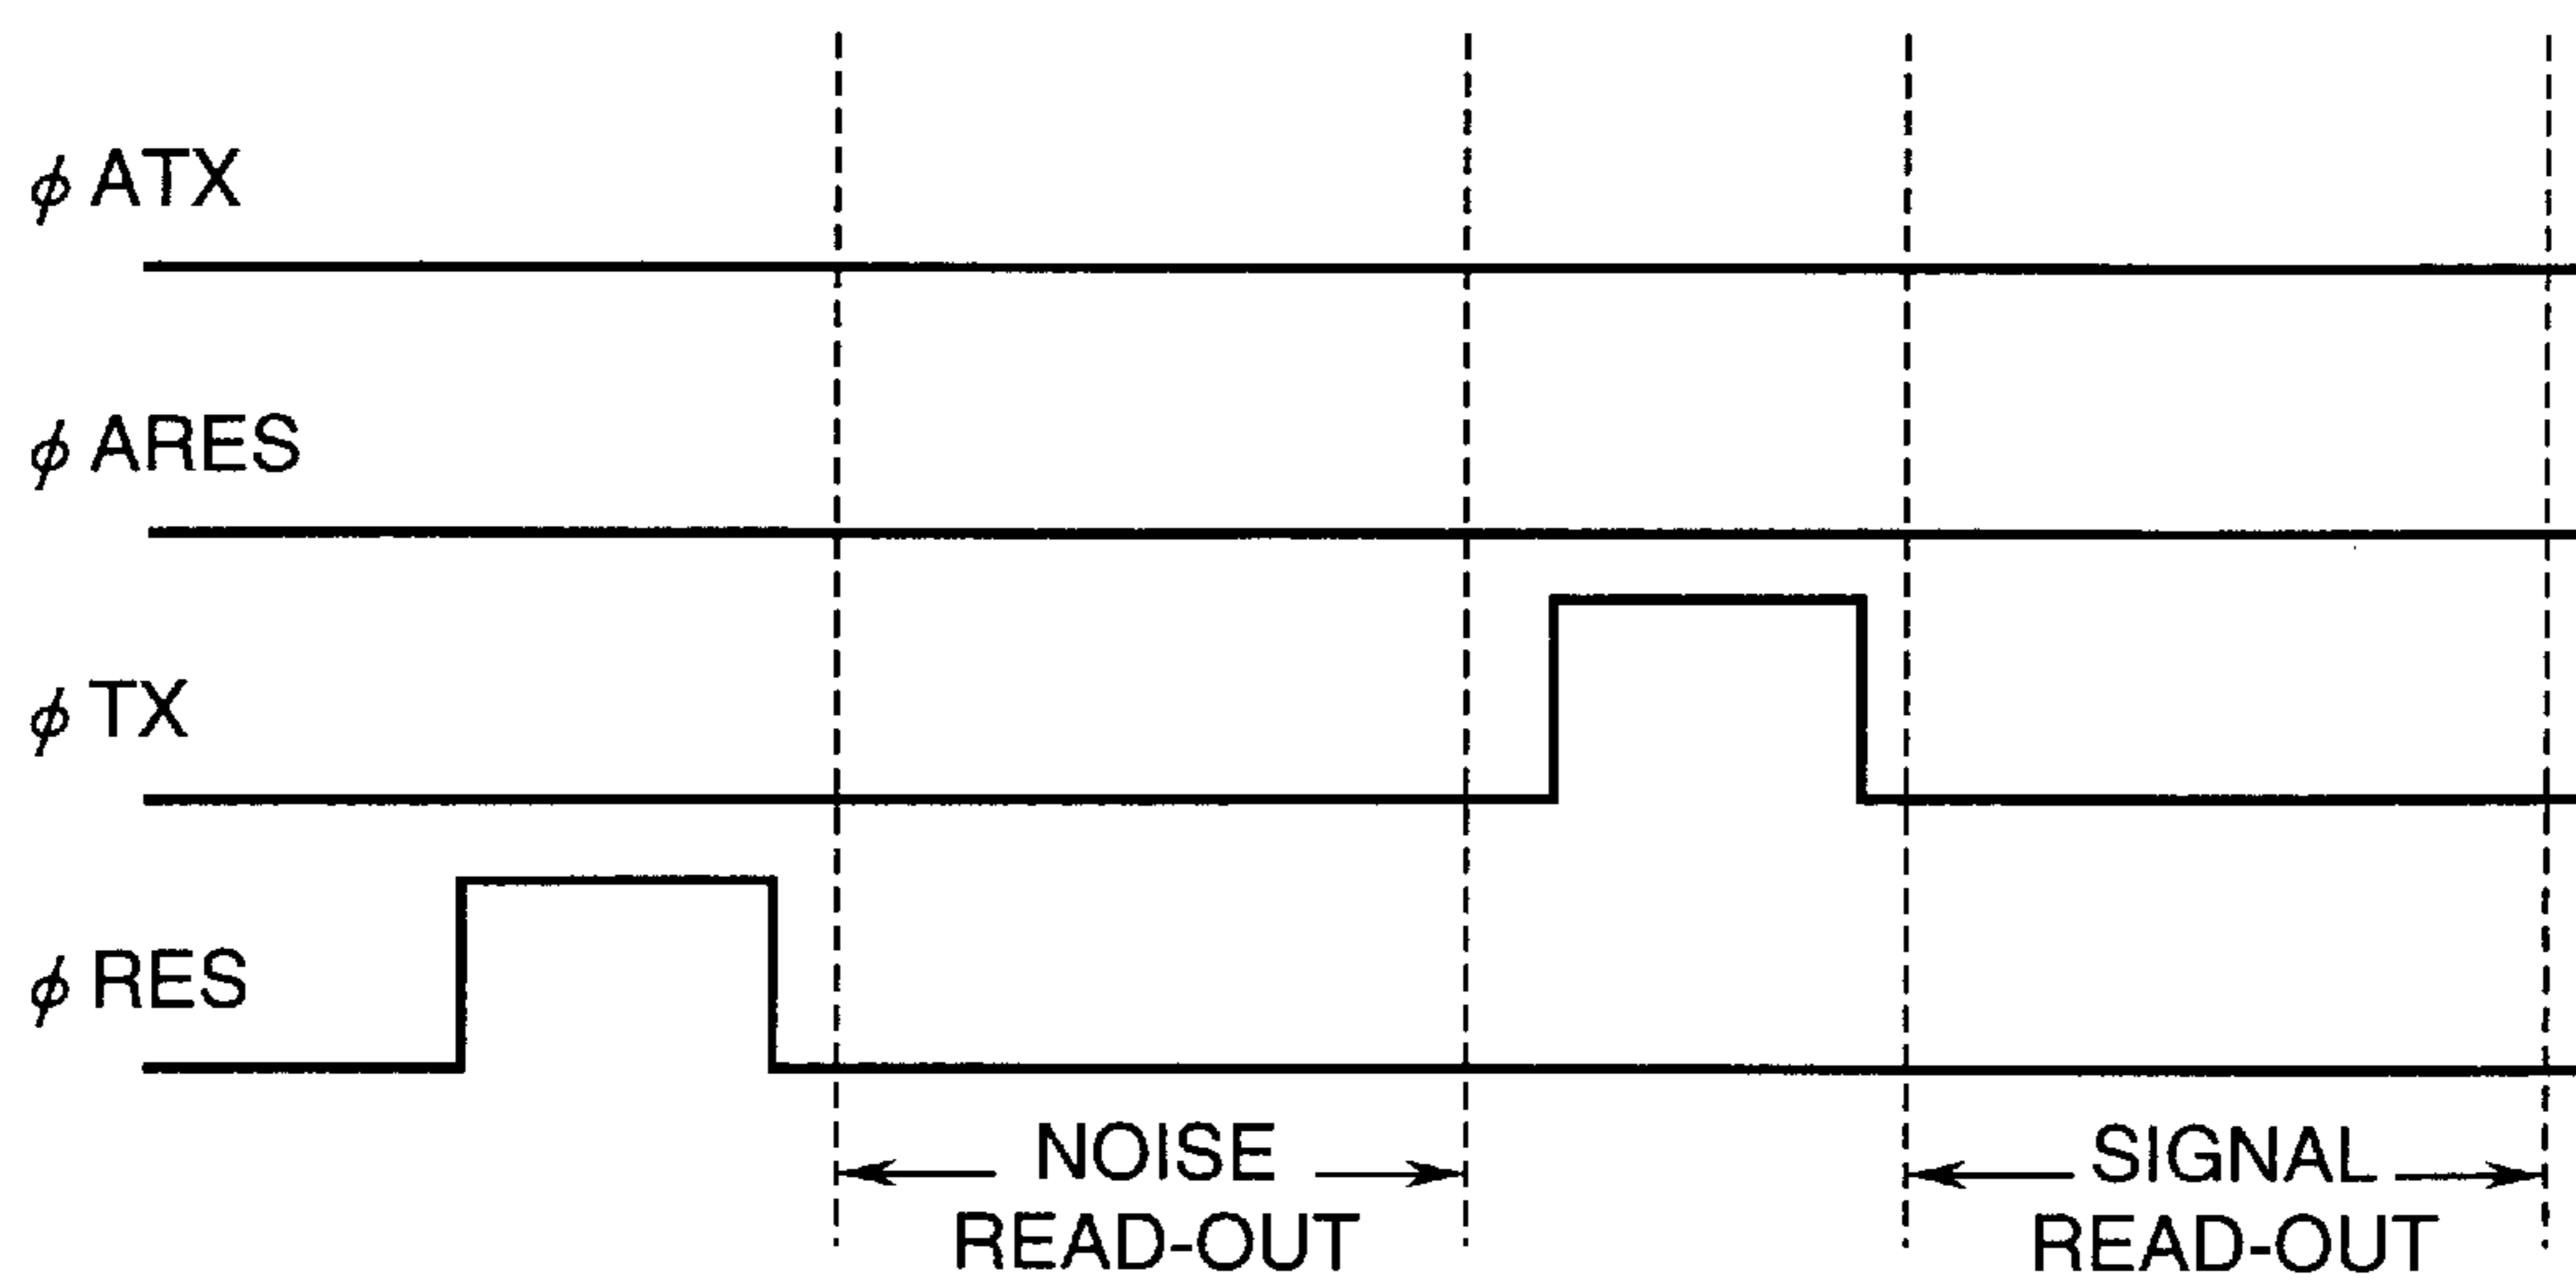 ϕ ATX
ϕ ARES
ϕ TX
ϕ RES
NOISE
READ-OUT
SIGNAL
READ-OUT